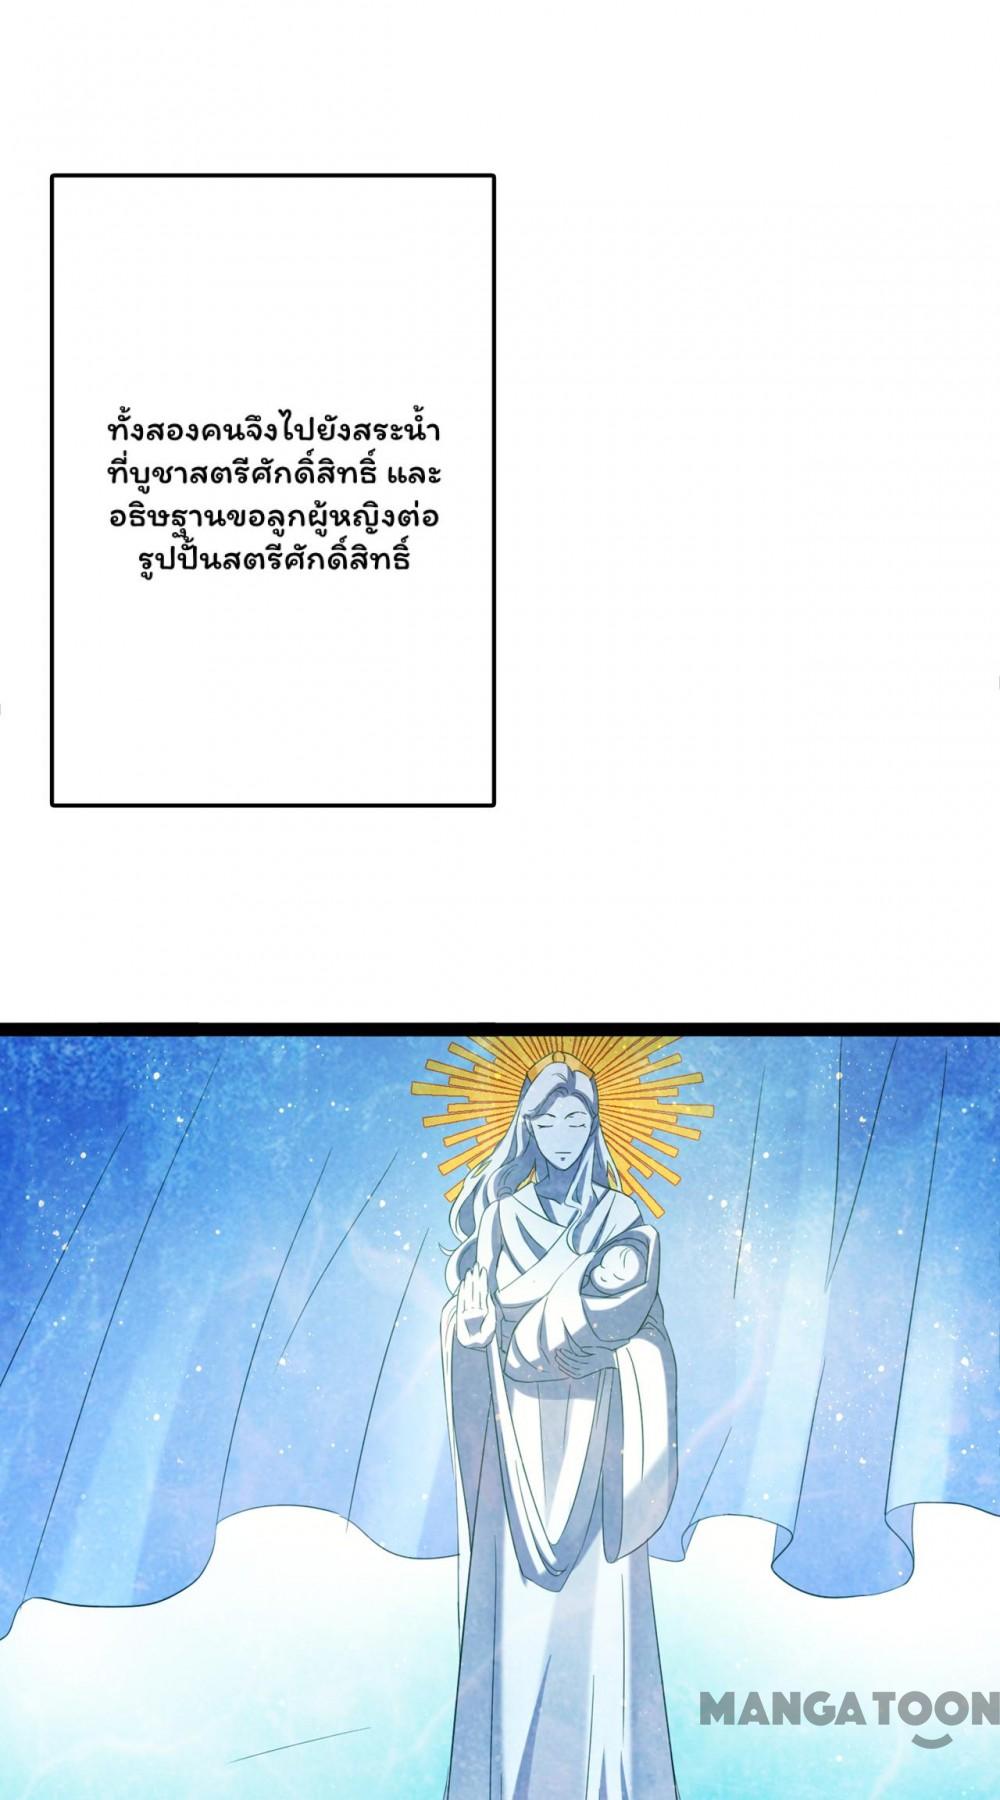 ทั้งสองคนจึงไปยังสระน้ำ
ที่บูชาสตรีศักดิ์สิทธิ์ และ
อธิษฐานขอลูกผู้หญิงต่อ
รูปปั้นสตรีศักดิ์สิทธิ์
MANGATOON